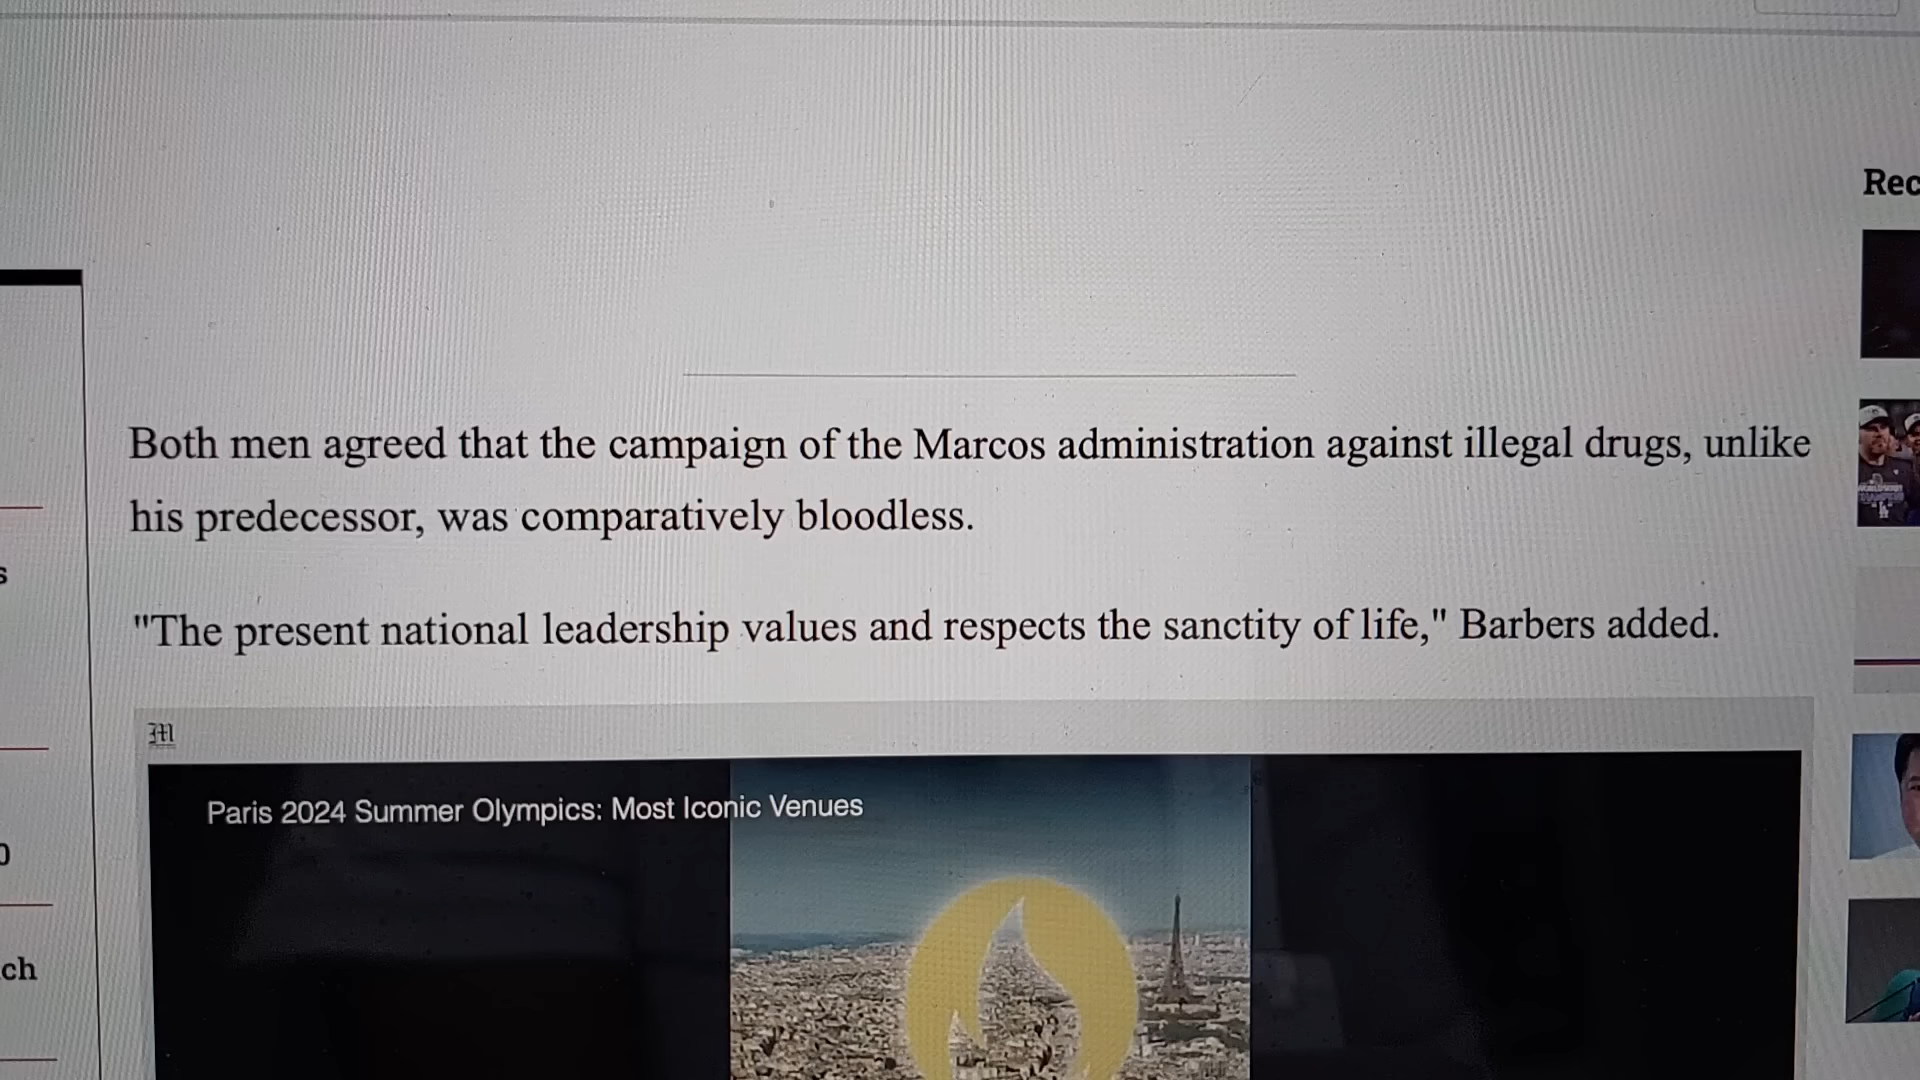 Rec
Both men agreed that the campaign of the Marcos administration against illegal drugs, unlike
his predecessor, was comparatively bloodless.
s
"The present national leadership values and respects the sanctity of life," Barbers added.
M
Paris 2024 Summer Olympics: Most Iconic Venues
ch